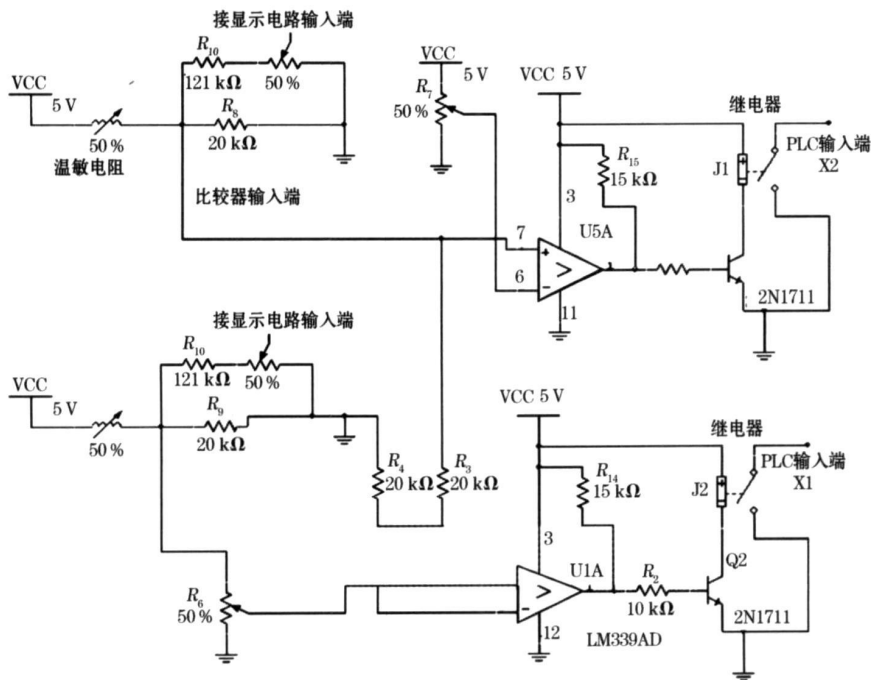 接显示电路输入端
R10
121 kΩ
50 %
VCC
5 V
50 %
温敏电阻
R8
20 kΩ
比较器输入端
VCC
5 V
R7
50 %
VCC 5 V
R15
15 kΩ
3
U5A
7
6
1
11
继电器
J1
PLC输入端
X2
2N1711
接显示电路输入端
R10
121 kΩ
50 %
VCC
5 V
50 %
R9
20 kΩ
R4
20 kΩ
R3
20 kΩ
R6
50 %
VCC 5 V
R14
15 kΩ
3
U1A
1
12
LM339AD
R2
10 kΩ
继电器
J2
PLC输入端
X1
Q2
2N1711